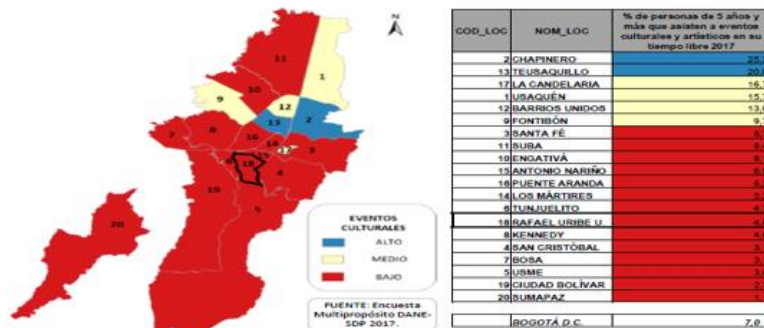 N
11
1
10
9
12
13
2
7
8
16
14
17
3
15
6
18
4
19
5
20
EVENTOS
CULTURALES
ALTO
MEDIO
BAJO
FUENTE: Encuesta
Multipropósito DANE-
SDP 2017.
COD_LOC NOM_LOC % de personas de 5 años y
más que asisten a eventos
culturales y artísticos en su
tiempo libre 2017
2 CHAPINERO
13 TEUSAQUILLO
17 LA CANDELARIA
1 USAQUÉN
12 BARRIOS UNIDOS
9 FONTIBÓN
3 SANTA FÉ
11 SUBA
10 ENGATIVÁ
15 ANTONIO NARIÑO
16 PUENTE ARANDA
14 LOS MÁRTIRES
6 TUNJUELITO
18 RAFAEL URIBE U.
8 KENNEDY
4 SAN CRISTÓBAL
7 BOSA
5 USME
19 CIUDAD BOLÍVAR
20 SUMAPAZ
BOGOTÁ D.C. 7,0